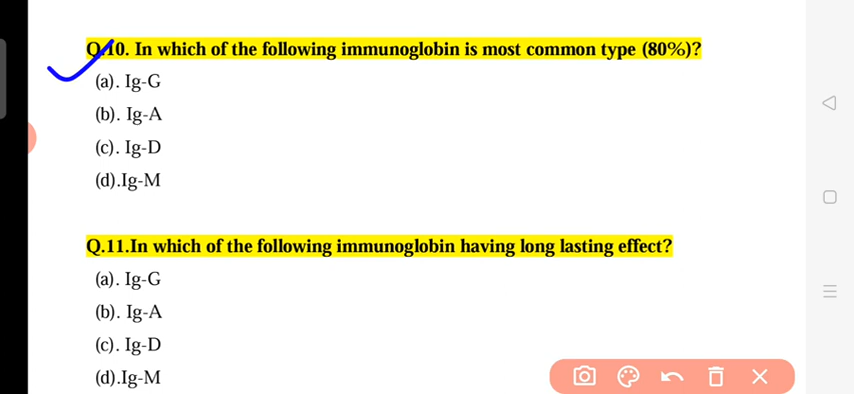 Q.10. In which of the following immunoglobin is most common type (80%)?
(a). Ig-G
(b). Ig-A
(c). Ig-D
(d).Ig-M
Q.11.In which of the following immunoglobin having long lasting effect?
(a). Ig-G
(b). Ig-A
(c). Ig-D
(d).Ig-M